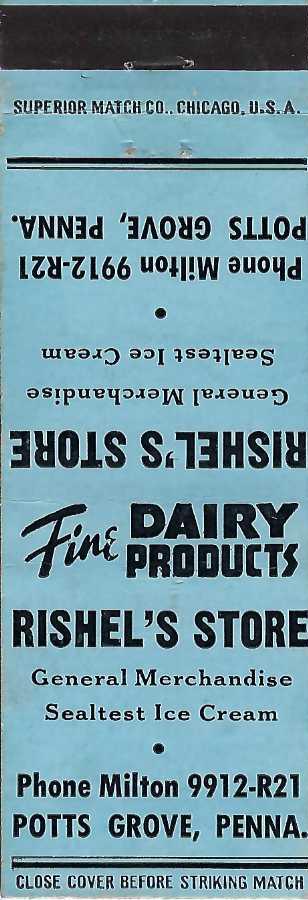 SUPERIOR MATCH CO., CHICAGO, U.S.A.
POTTS GROVE, PENNA.
Phone Milton 9912-R21
•
Sealtest Ice Cream
General Merchandise
RISHEL'S STORE
Fine DAIRY
PRODUCTS
RISHEL'S STORE
General Merchandise
Sealtest Ice Cream
•
Phone Milton 9912-R21
POTTS GROVE, PENNA.
CLOSE COVER BEFORE STRIKING MATCH